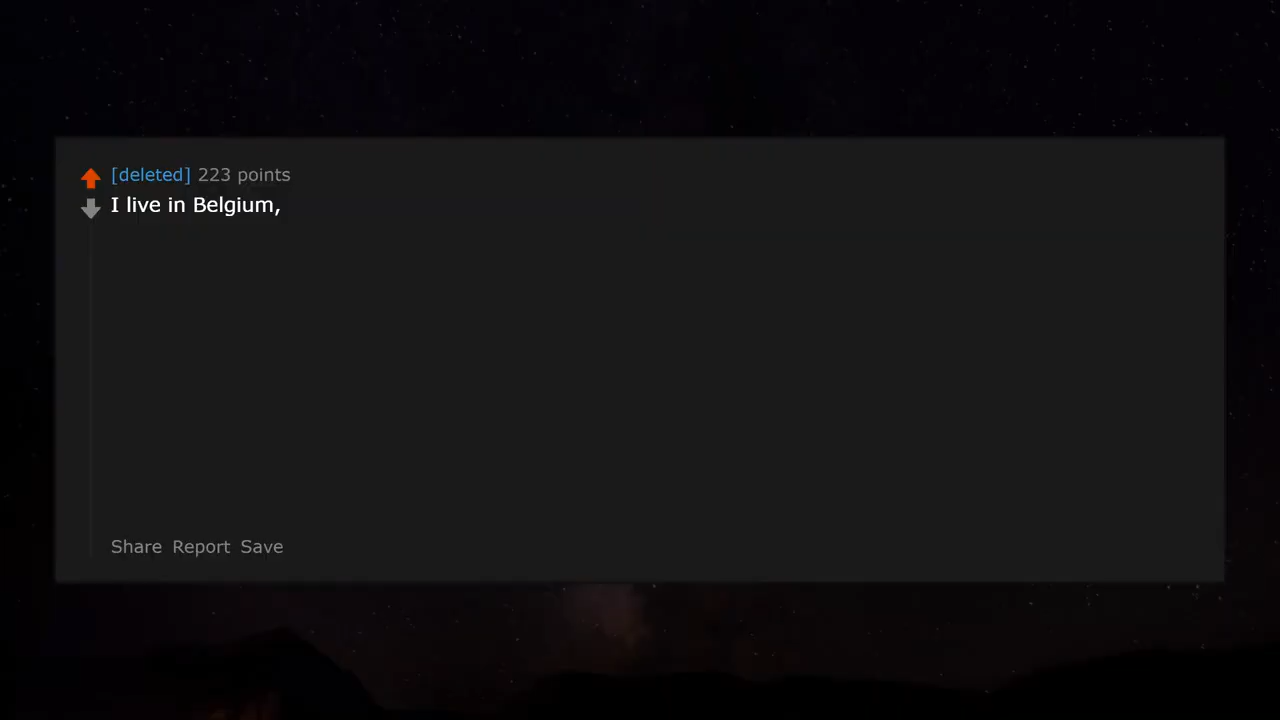 [deleted] 223 points
I live in Belgium,
Share Report Save